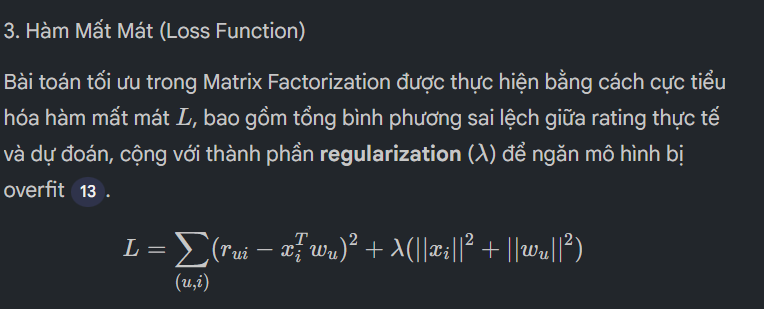 3. Hàm Mất Mát (Loss Function)
Bài toán tối ưu trong Matrix Factorization được thực hiện bằng cách cực tiểu
hóa hàm mất mát L, bao gồm tổng bình phương sai lệch giữa rating thực tế
và dự đoán, cộng với thành phần regularization (λ) để ngăn mô hình bị
overfit 13 .
L = ∑_{(u,i)} (r_{ui} − x_i^T w_u)^2 + λ(||x_i||^2 + ||w_u||^2)